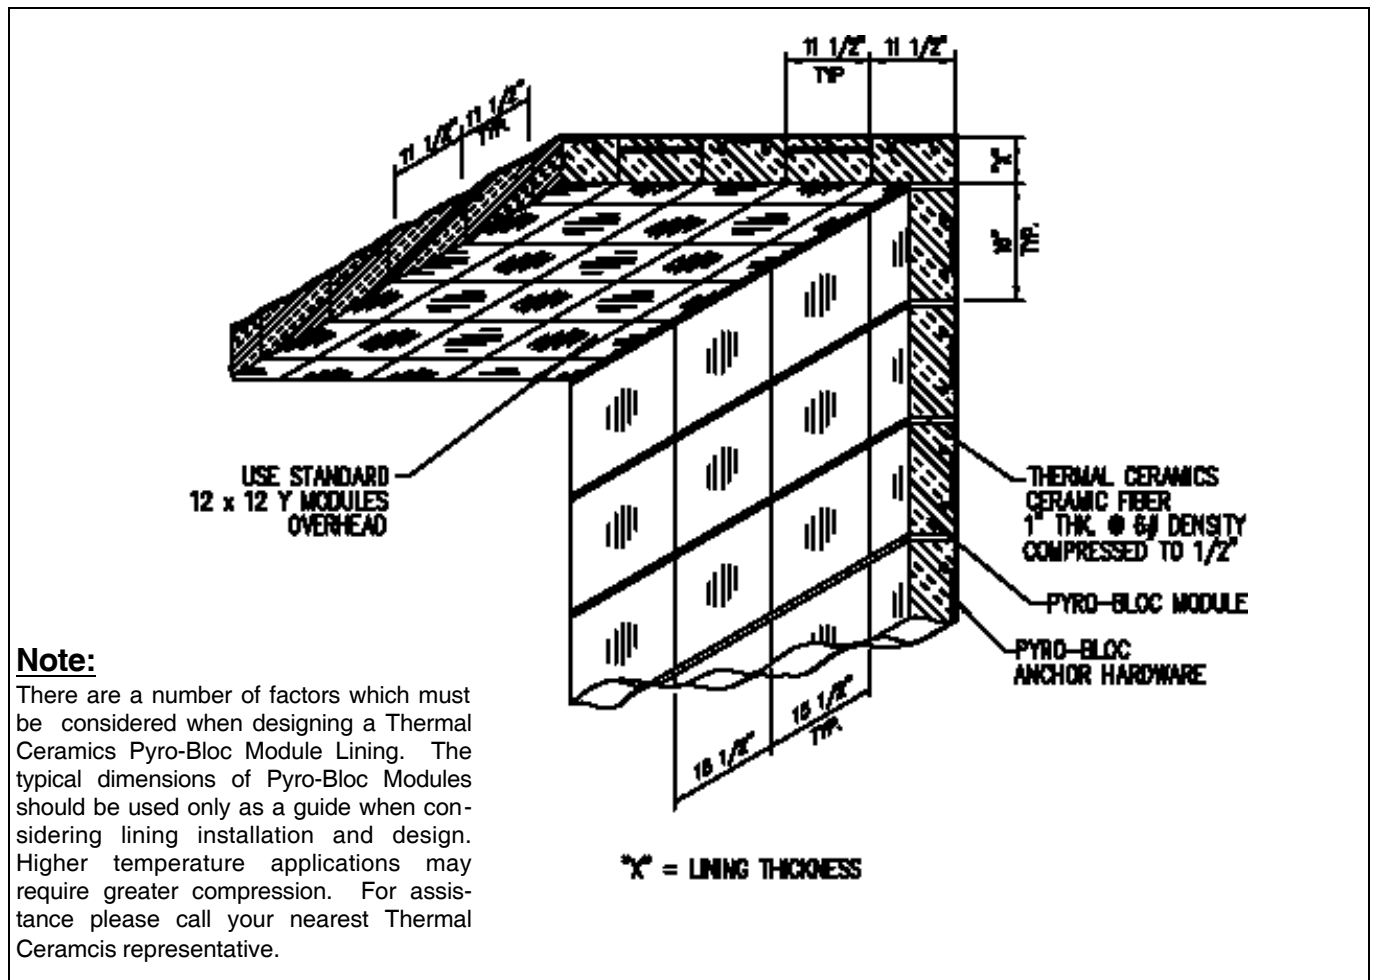 11 1/2" 11 1/2"
TYP
11 1/2" 11 1/2"
TYP.
"X"
TYP.
USE STANDARD
12 x 12 Y MODULES
OVERHEAD
THERMAL CERAMICS
CERAMIC FIBER
1" THK. @ 6# DENSITY
COMPRESSED TO 1/2"
PYRO-BLOC MODULE
PYRO-BLOC
ANCHOR HARDWARE
1/2" 1/2"
TYP.
"X" = LINING THICKNESS
Note:
There are a number of factors which must
be considered when designing a Thermal
Ceramics Pyro-Bloc Module Lining. The
typical dimensions of Pyro-Bloc Modules
should be used only as a guide when con-
sidering lining installation and design.
Higher temperature applications may
require greater compression. For assis-
tance please call your nearest Thermal
Ceramcis representative.